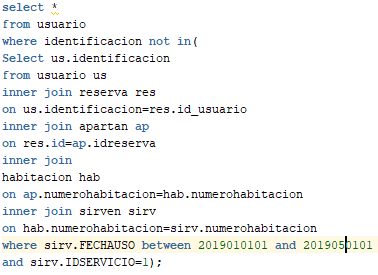 select *
from usuario
where identificacion not in(
Select us.identificacion
from usuario us
inner join reserva res
on us.identificacion=res.id_usuario
inner join apartan ap
on res.id=ap.idreserva
inner join
habitacion hab
on ap.numerohabitacion=hab.numerohabitacion
inner join sirven sirv
on hab.numerohabitacion=sirv.numerohabitacion
where sirv.FECHAUSO between 2019010101 and 2019050101
and sirv.IDSERVICIO=1);